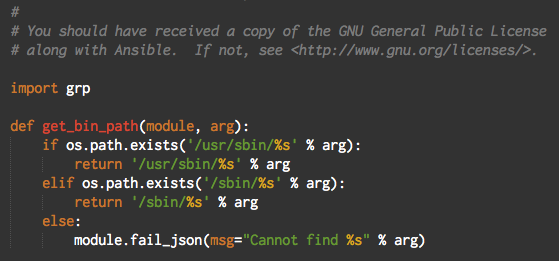 #
# You should have received a copy of the GNU General Public License
# along with Ansible.  If not, see <http://www.gnu.org/licenses/>.
import grp
def get_bin_path(module, arg):
    if os.path.exists('/usr/sbin/%s' % arg):
        return '/usr/sbin/%s' % arg
    elif os.path.exists('/sbin/%s' % arg):
        return '/sbin/%s' % arg
    else:
        module.fail_json(msg="Cannot find %s" % arg)